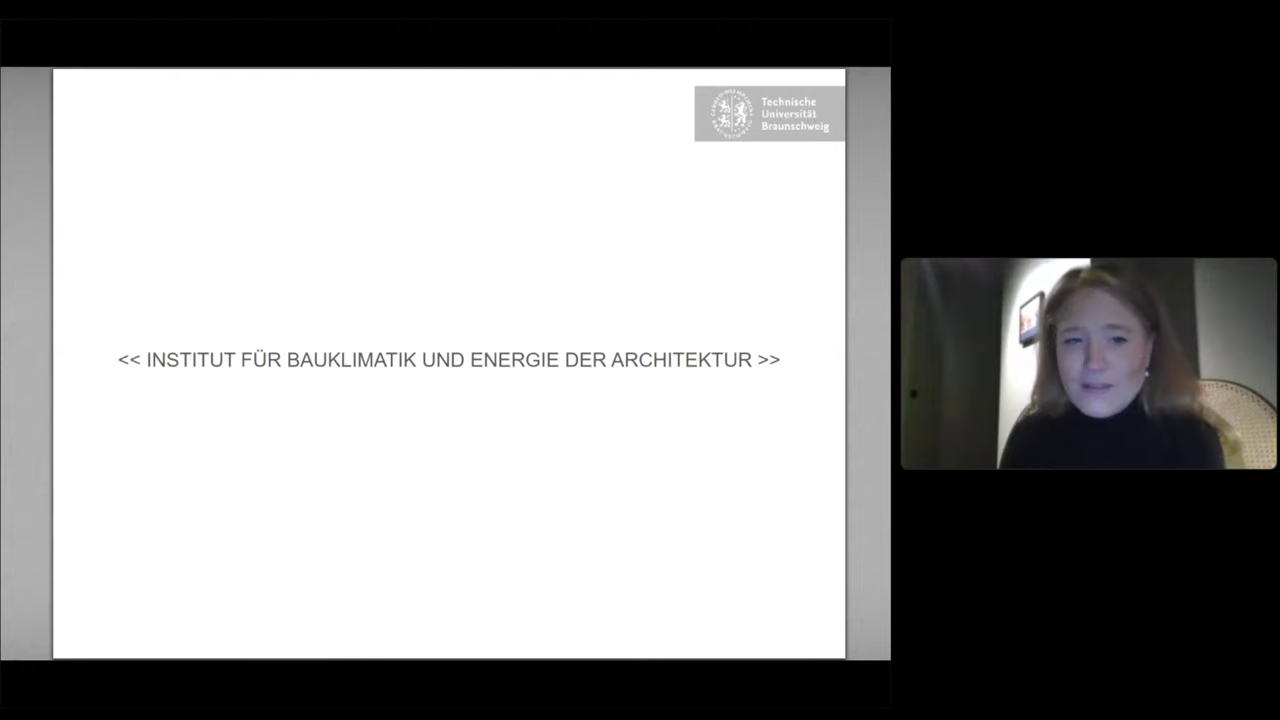 Technische
Universität
Braunschweig
<< INSTITUT FÜR BAUKLIMATIK UND ENERGIE DER ARCHITEKTUR >>